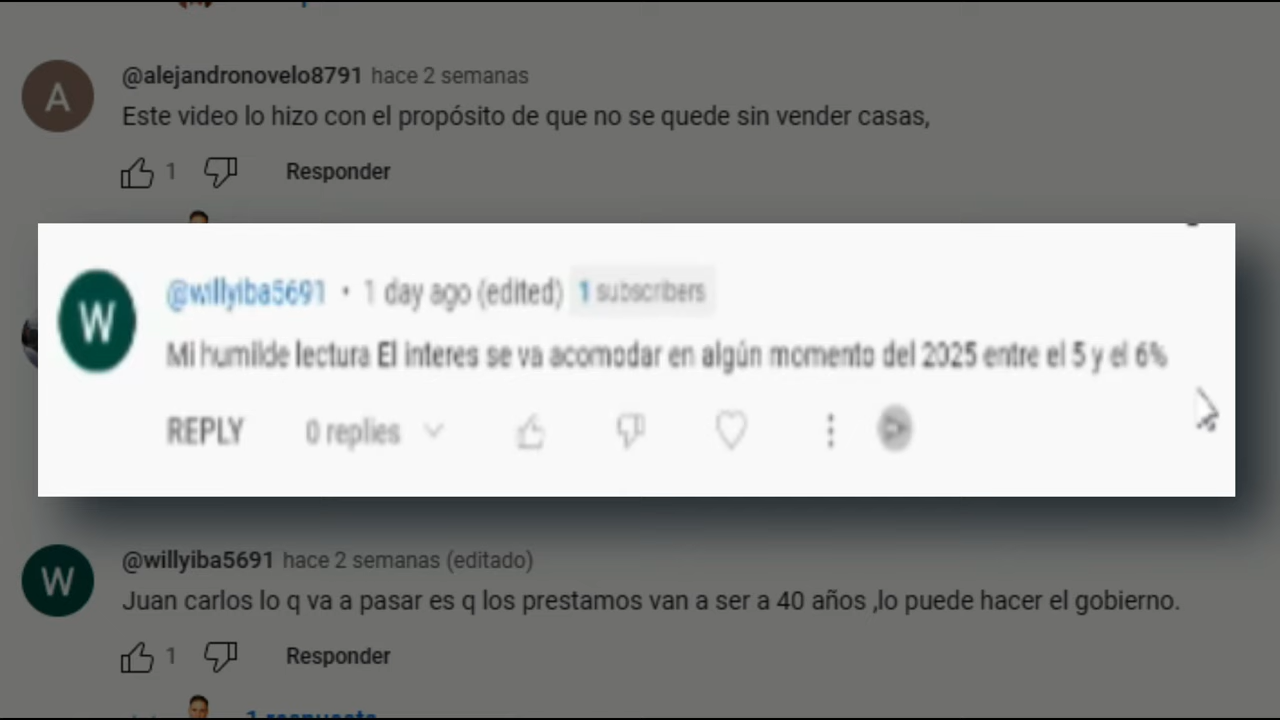 @alejandronovelo8791 hace 2 semanas
Este video lo hizo con el propósito de que no se quede sin vender casas,
1 Responder
@willyiba5691 • 1 day ago (edited) 1 subscribers
Mi humilde lectura El interes se va acomodar en algún momento del 2025 entre el 5 y el 6%
REPLY 0 replies
@willyiba5691 hace 2 semanas (editado)
Juan carlos lo q va a pasar es q los prestamos van a ser a 40 años ,lo puede hacer el gobierno.
1 Responder
1 respuesta